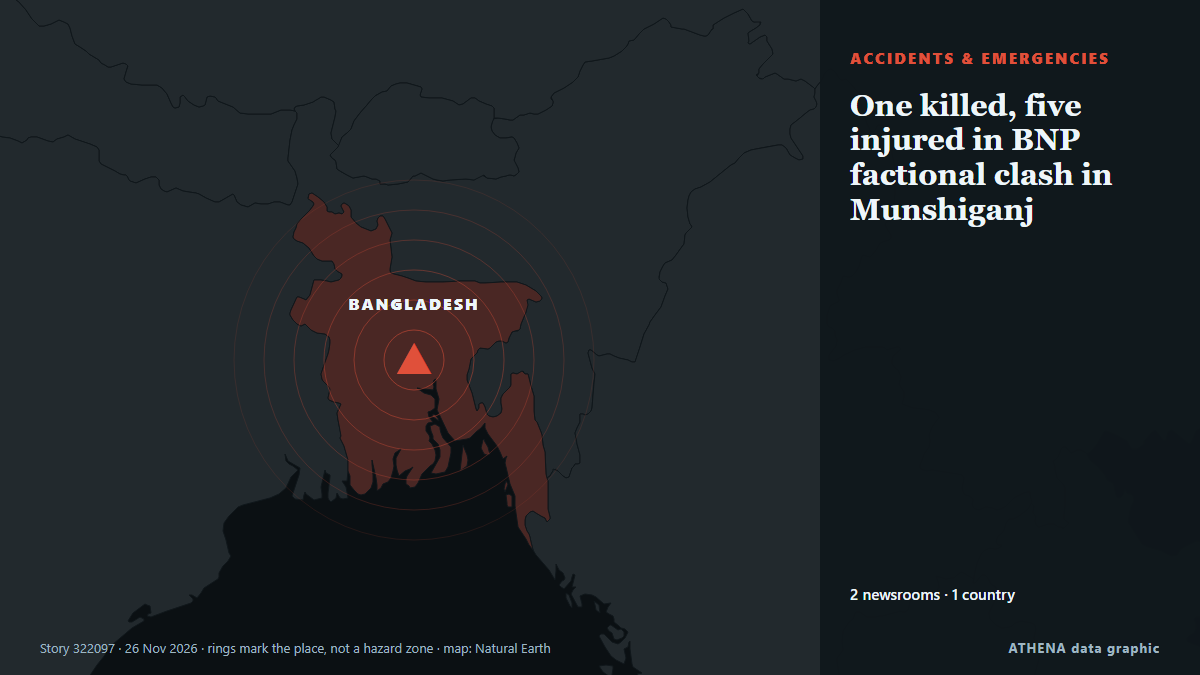 ACCIDENTS & EMERGENCIES
One killed, five
injured in BNP
factional clash in
Munshiganj
BANGLADESH
2 newsrooms · 1 country
Story 322097 · 26 Nov 2026 · rings mark the place, not a hazard zone · map: Natural Earth
ATHENA data graphic